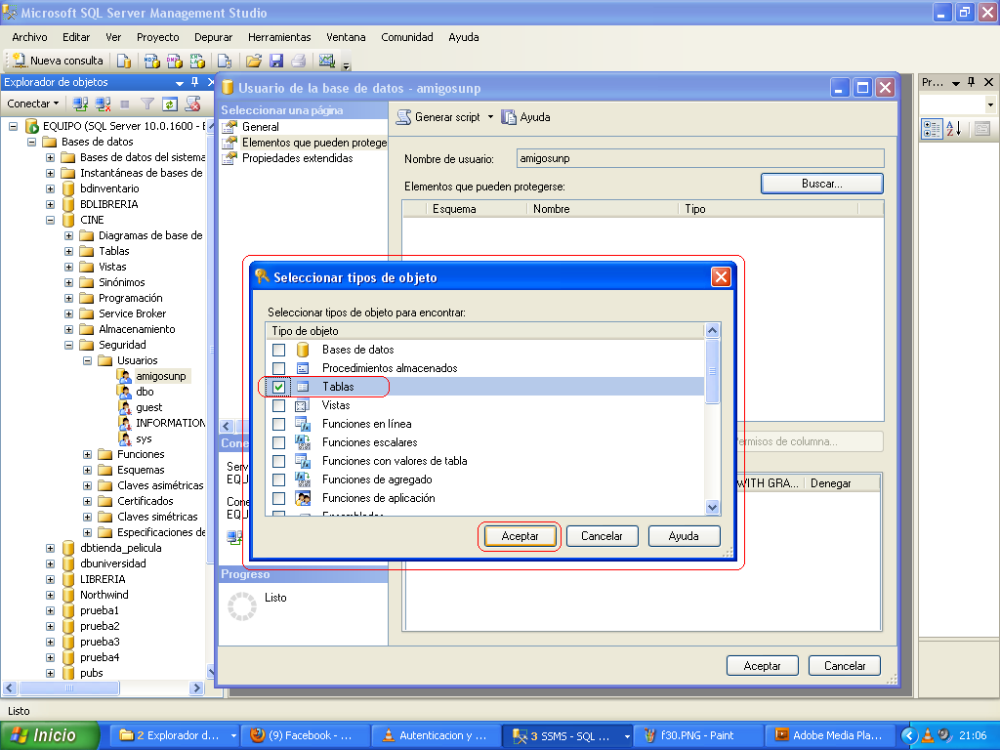 Microsoft SQL Server Management Studio
Archivo Editar Ver Proyecto Depurar Herramientas Ventana Comunidad Ayuda
Nueva consulta
Explorador de objetos
Conectar
EQUIPO (SQL Server 10.0.1600 - E
Bases de datos
Bases de datos del sistema
Instantáneas de bases de
bdinventario
BDLIBRERIA
CINE
Diagramas de base de
Tablas
Vistas
Sinónimos
Programación
Service Broker
Almacenamiento
Seguridad
Usuarios
amigosunp
dbo
guest
INFORMATION
sys
Funciones
Esquemas
Claves asimétricas
Certificados
Claves simétricas
Especificaciones de
dbtienda_pelicula
dbuniversidad
LIBRERIA
Northwind
prueba1
prueba2
prueba3
prueba4
pubs
Usuario de la base de datos - amigosunp
Seleccionar una página
General
Elementos que pueden protege
Propiedades extendidas
Generar script Ayuda
Nombre de usuario: amigosunp
Elementos que pueden protegerse:
Buscar...
Esquema Nombre Tipo
Seleccionar tipos de objeto
Seleccionar tipos de objeto para encontrar:
Tipo de objeto
Bases de datos
Procedimientos almacenados
Tablas
Vistas
Funciones en línea
Funciones escalares
Funciones con valores de tabla
Funciones de agregado
Funciones de aplicación
Aceptar Cancelar Ayuda
Cone
Serv
EQU
Cone
EQU
ermisos de columna...
WITH GRA... Denegar
Progreso
Listo
Aceptar Cancelar
Pr...
Listo
Inicio
2 Explorador d...
(9) Facebook - ...
Autenticacion y ...
3 SSMS - SQL ...
f30.PNG - Paint
Adobe Media Pla...
21:06